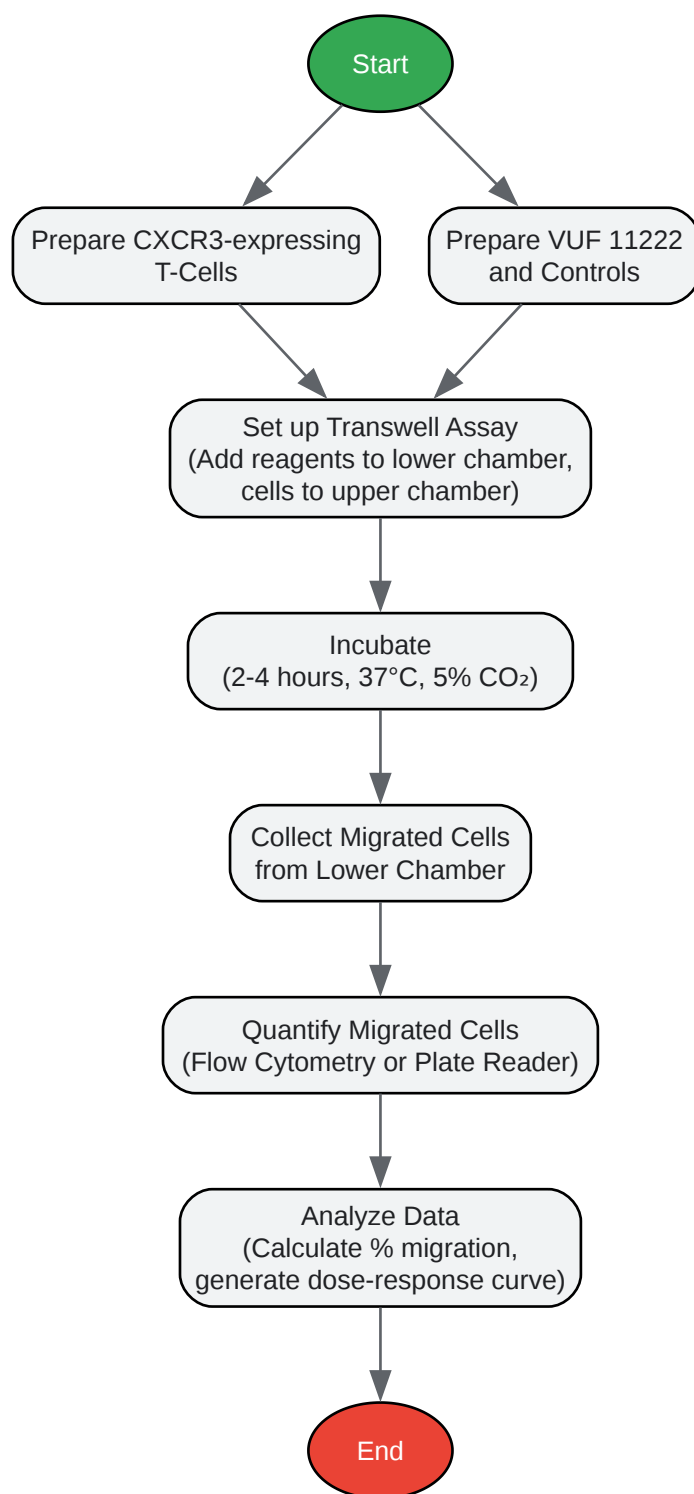 Start
Prepare CXCR3-expressing
T-Cells
Prepare VUF 11222
and Controls
Set up Transwell Assay
(Add reagents to lower chamber,
cells to upper chamber)
Incubate
(2-4 hours, 37°C, 5% CO₂)
Collect Migrated Cells
from Lower Chamber
Quantify Migrated Cells
(Flow Cytometry or Plate Reader)
Analyze Data
(Calculate % migration,
generate dose-response curve)
End